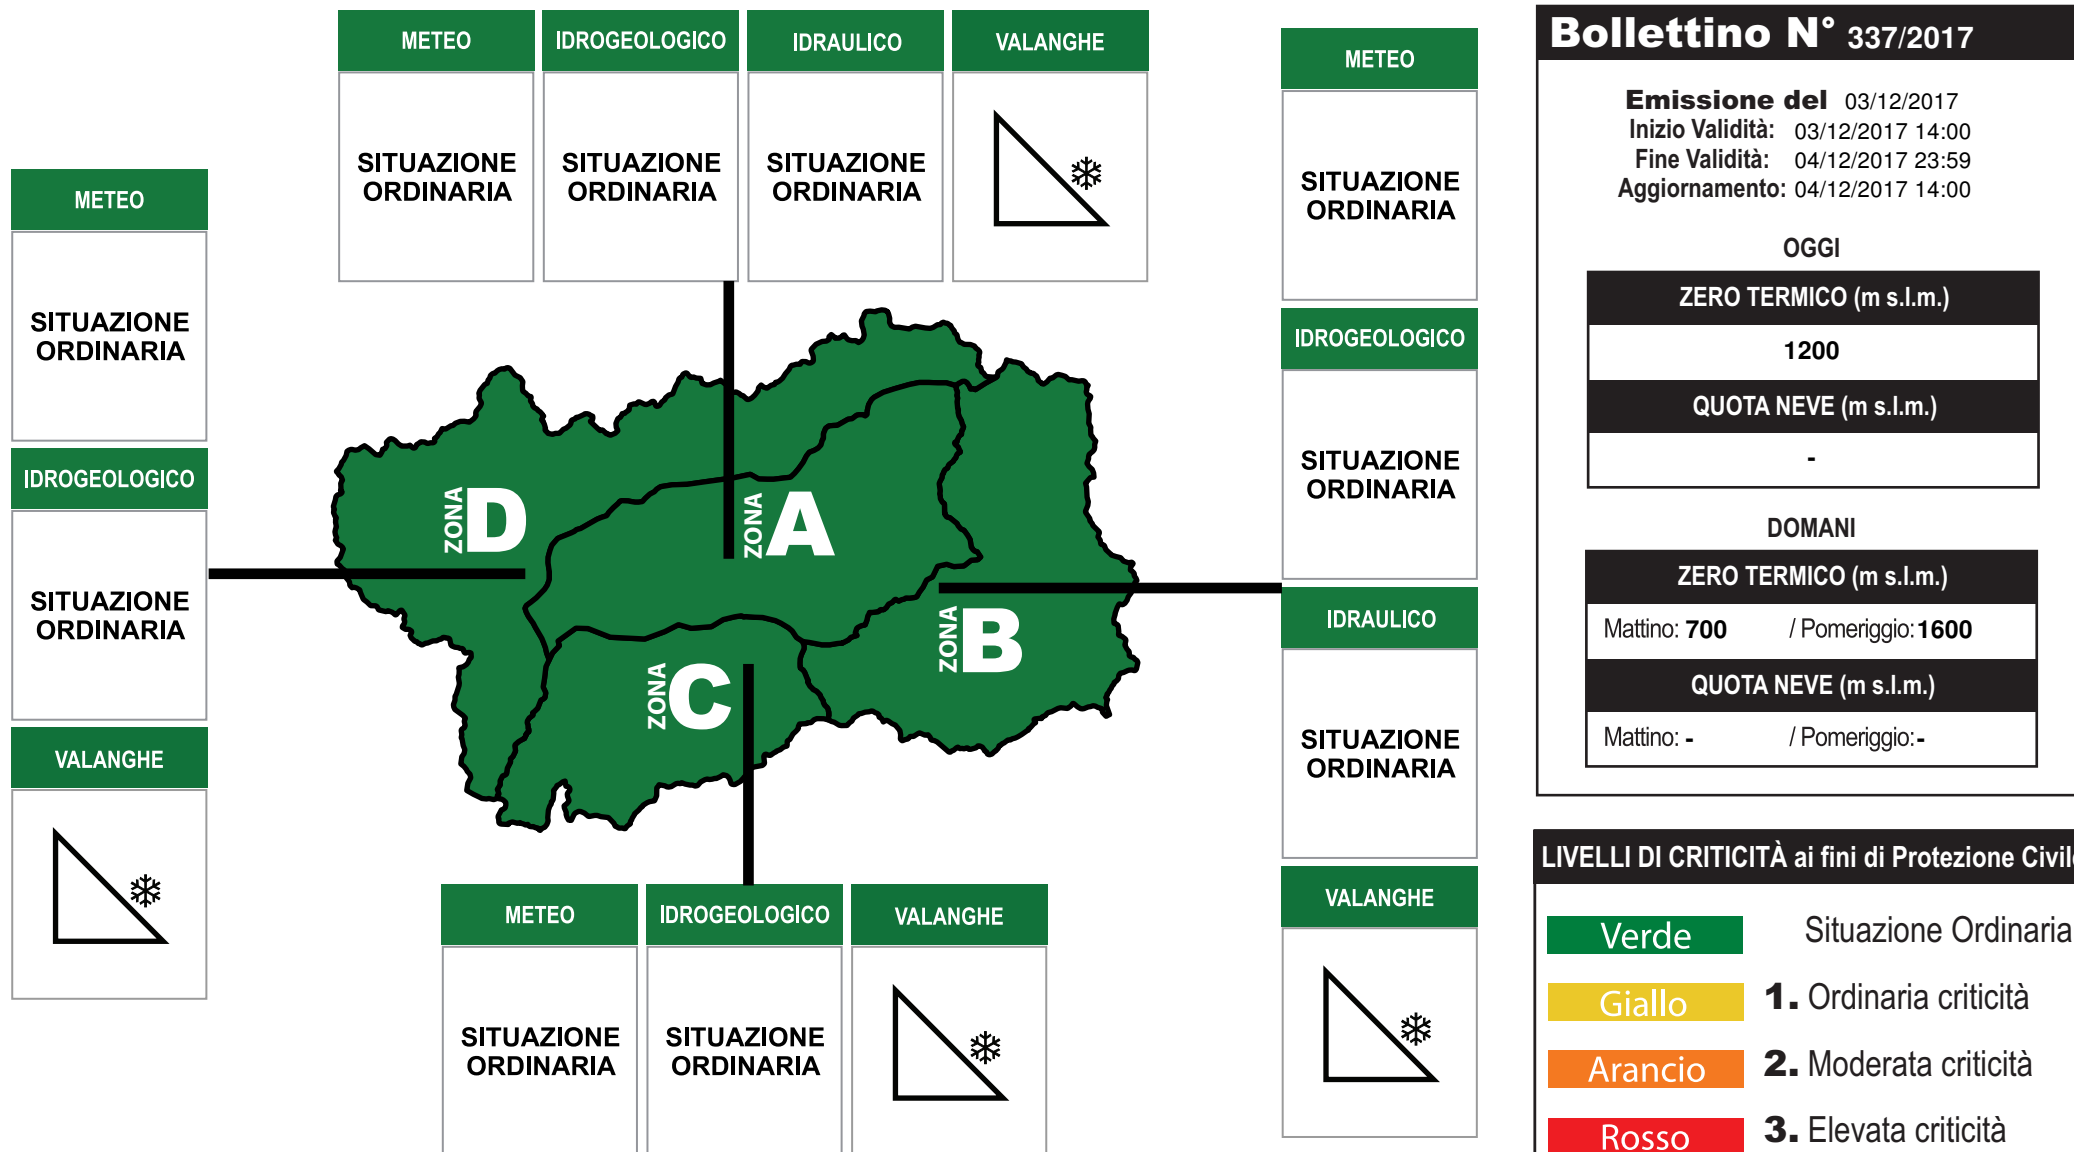 METEO
IDROGEOLOGICO
IDRAULICO
VALANGHE
SITUAZIONE
ORDINARIA
SITUAZIONE
ORDINARIA
SITUAZIONE
ORDINARIA
METEO
SITUAZIONE
ORDINARIA
IDROGEOLOGICO
SITUAZIONE
ORDINARIA
VALANGHE
ZONA D
ZONA A
ZONA B
ZONA C
METEO
IDROGEOLOGICO
VALANGHE
SITUAZIONE
ORDINARIA
SITUAZIONE
ORDINARIA
METEO
SITUAZIONE
ORDINARIA
IDROGEOLOGICO
SITUAZIONE
ORDINARIA
IDRAULICO
SITUAZIONE
ORDINARIA
VALANGHE
Bollettino N° 337/2017
Emissione del 03/12/2017
Inizio Validità: 03/12/2017 14:00
Fine Validità: 04/12/2017 23:59
Aggiornamento: 04/12/2017 14:00
OGGI
ZERO TERMICO (m s.l.m.)
1200
QUOTA NEVE (m s.l.m.)
-
DOMANI
ZERO TERMICO (m s.l.m.)
Mattino: 700 / Pomeriggio: 1600
QUOTA NEVE (m s.l.m.)
Mattino: - / Pomeriggio: -
LIVELLI DI CRITICITÀ ai fini di Protezione Civile
Verde Situazione Ordinaria
Giallo 1. Ordinaria criticità
Arancio 2. Moderata criticità
Rosso 3. Elevata criticità